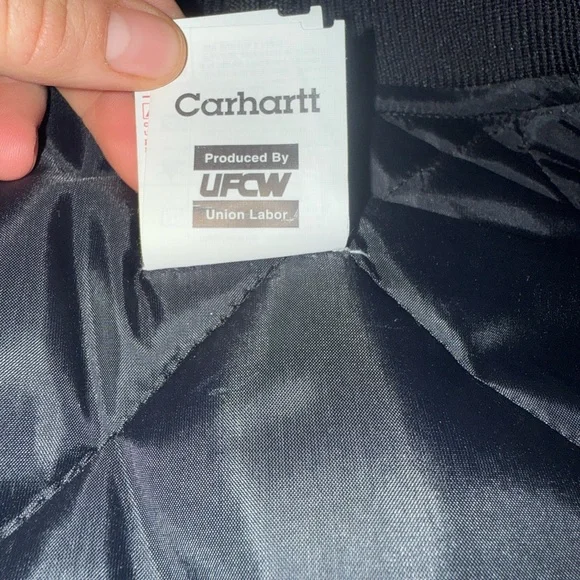 Carhartt
Produced By
UFCW
Union Labor